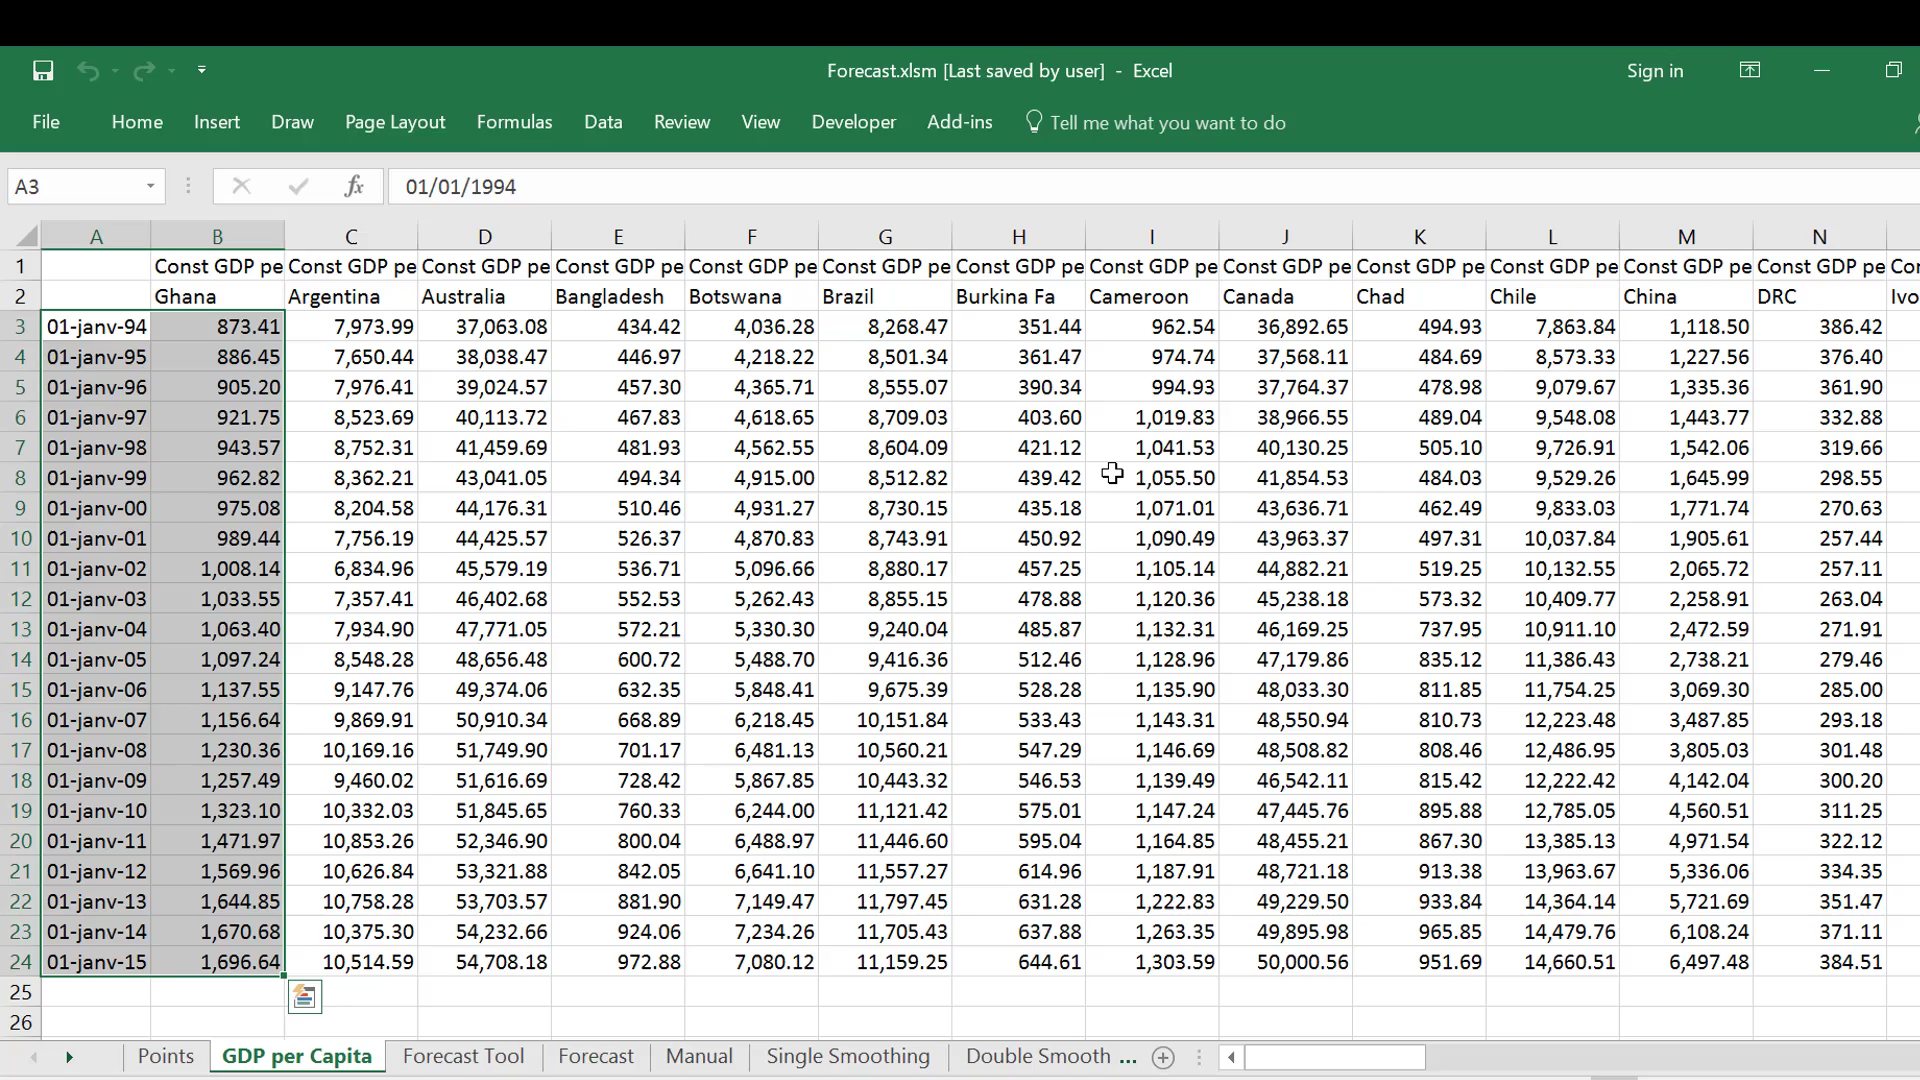 Forecast.xlsm [Last saved by user] - Excel
Sign in
File Home Insert Draw Page Layout Formulas Data Review View Developer Add-ins Tell me what you want to do
A3 fx 01/01/1994
A B C D E F G H I J K L M N
1 Const GDP pe Const GDP pe Const GDP pe Const GDP pe Const GDP pe Const GDP pe Const GDP pe Const GDP pe Const GDP pe Const GDP pe Const GDP pe Const GDP pe Const GDP pe Co
2 Ghana Argentina Australia Bangladesh Botswana Brazil Burkina Fa Cameroon Canada Chad Chile China DRC Ivo
3 01-janv-94 873.41 7,973.99 37,063.08 434.42 4,036.28 8,268.47 351.44 962.54 36,892.65 494.93 7,863.84 1,118.50 386.42
4 01-janv-95 886.45 7,650.44 38,038.47 446.97 4,218.22 8,501.34 361.47 974.74 37,568.11 484.69 8,573.33 1,227.56 376.40
5 01-janv-96 905.20 7,976.41 39,024.57 457.30 4,365.71 8,555.07 390.34 994.93 37,764.37 478.98 9,079.67 1,335.36 361.90
6 01-janv-97 921.75 8,523.69 40,113.72 467.83 4,618.65 8,709.03 403.60 1,019.83 38,966.55 489.04 9,548.08 1,443.77 332.88
7 01-janv-98 943.57 8,752.31 41,459.69 481.93 4,562.55 8,604.09 421.12 1,041.53 40,130.25 505.10 9,726.91 1,542.06 319.66
8 01-janv-99 962.82 8,362.21 43,041.05 494.34 4,915.00 8,512.82 439.42 1,055.50 41,854.53 484.03 9,529.26 1,645.99 298.55
9 01-janv-00 975.08 8,204.58 44,176.31 510.46 4,931.27 8,730.15 435.18 1,071.01 43,636.71 462.49 9,833.03 1,771.74 270.63
10 01-janv-01 989.44 7,756.19 44,425.57 526.37 4,870.83 8,743.91 450.92 1,090.49 43,963.37 497.31 10,037.84 1,905.61 257.44
11 01-janv-02 1,008.14 6,834.96 45,579.19 536.71 5,096.66 8,880.17 457.25 1,105.14 44,882.21 519.25 10,132.55 2,065.72 257.11
12 01-janv-03 1,033.55 7,357.41 46,402.68 552.53 5,262.43 8,855.15 478.88 1,120.36 45,238.18 573.32 10,409.77 2,258.91 263.04
13 01-janv-04 1,063.40 7,934.90 47,771.05 572.21 5,330.30 9,240.04 485.87 1,132.31 46,169.25 737.95 10,911.10 2,472.59 271.91
14 01-janv-05 1,097.24 8,548.28 48,656.48 600.72 5,488.70 9,416.36 512.46 1,128.96 47,179.86 835.12 11,386.43 2,738.21 279.46
15 01-janv-06 1,137.55 9,147.76 49,374.06 632.35 5,848.41 9,675.39 528.28 1,135.90 48,033.30 811.85 11,754.25 3,069.30 285.00
16 01-janv-07 1,156.64 9,869.91 50,910.34 668.89 6,218.45 10,151.84 533.43 1,143.31 48,550.94 810.73 12,223.48 3,487.85 293.18
17 01-janv-08 1,230.36 10,169.16 51,749.90 701.17 6,481.13 10,560.21 547.29 1,146.69 48,508.82 808.46 12,486.95 3,805.03 301.48
18 01-janv-09 1,257.49 9,460.02 51,616.69 728.42 5,867.85 10,443.32 546.53 1,139.49 46,542.11 815.42 12,222.42 4,142.04 300.20
19 01-janv-10 1,323.10 10,332.03 51,845.65 760.33 6,244.00 11,121.42 575.01 1,147.24 47,445.76 895.88 12,785.05 4,560.51 311.25
20 01-janv-11 1,471.97 10,853.26 52,346.90 800.04 6,488.97 11,446.60 595.04 1,164.85 48,455.21 867.30 13,385.13 4,971.54 322.12
21 01-janv-12 1,569.96 10,626.84 53,321.88 842.05 6,641.10 11,557.27 614.96 1,187.91 48,721.18 913.38 13,963.67 5,336.06 334.35
22 01-janv-13 1,644.85 10,758.28 53,703.57 881.90 7,149.47 11,797.45 631.28 1,222.83 49,229.50 933.84 14,364.14 5,721.69 351.47
23 01-janv-14 1,670.68 10,375.30 54,232.66 924.06 7,234.26 11,705.43 637.88 1,263.35 49,895.98 965.85 14,479.76 6,108.24 371.11
24 01-janv-15 1,696.64 10,514.59 54,708.18 972.88 7,080.12 11,159.25 644.61 1,303.59 50,000.56 951.69 14,660.51 6,497.48 384.51
25
26
Points GDP per Capita Forecast Tool Forecast Manual Single Smoothing Double Smooth ...